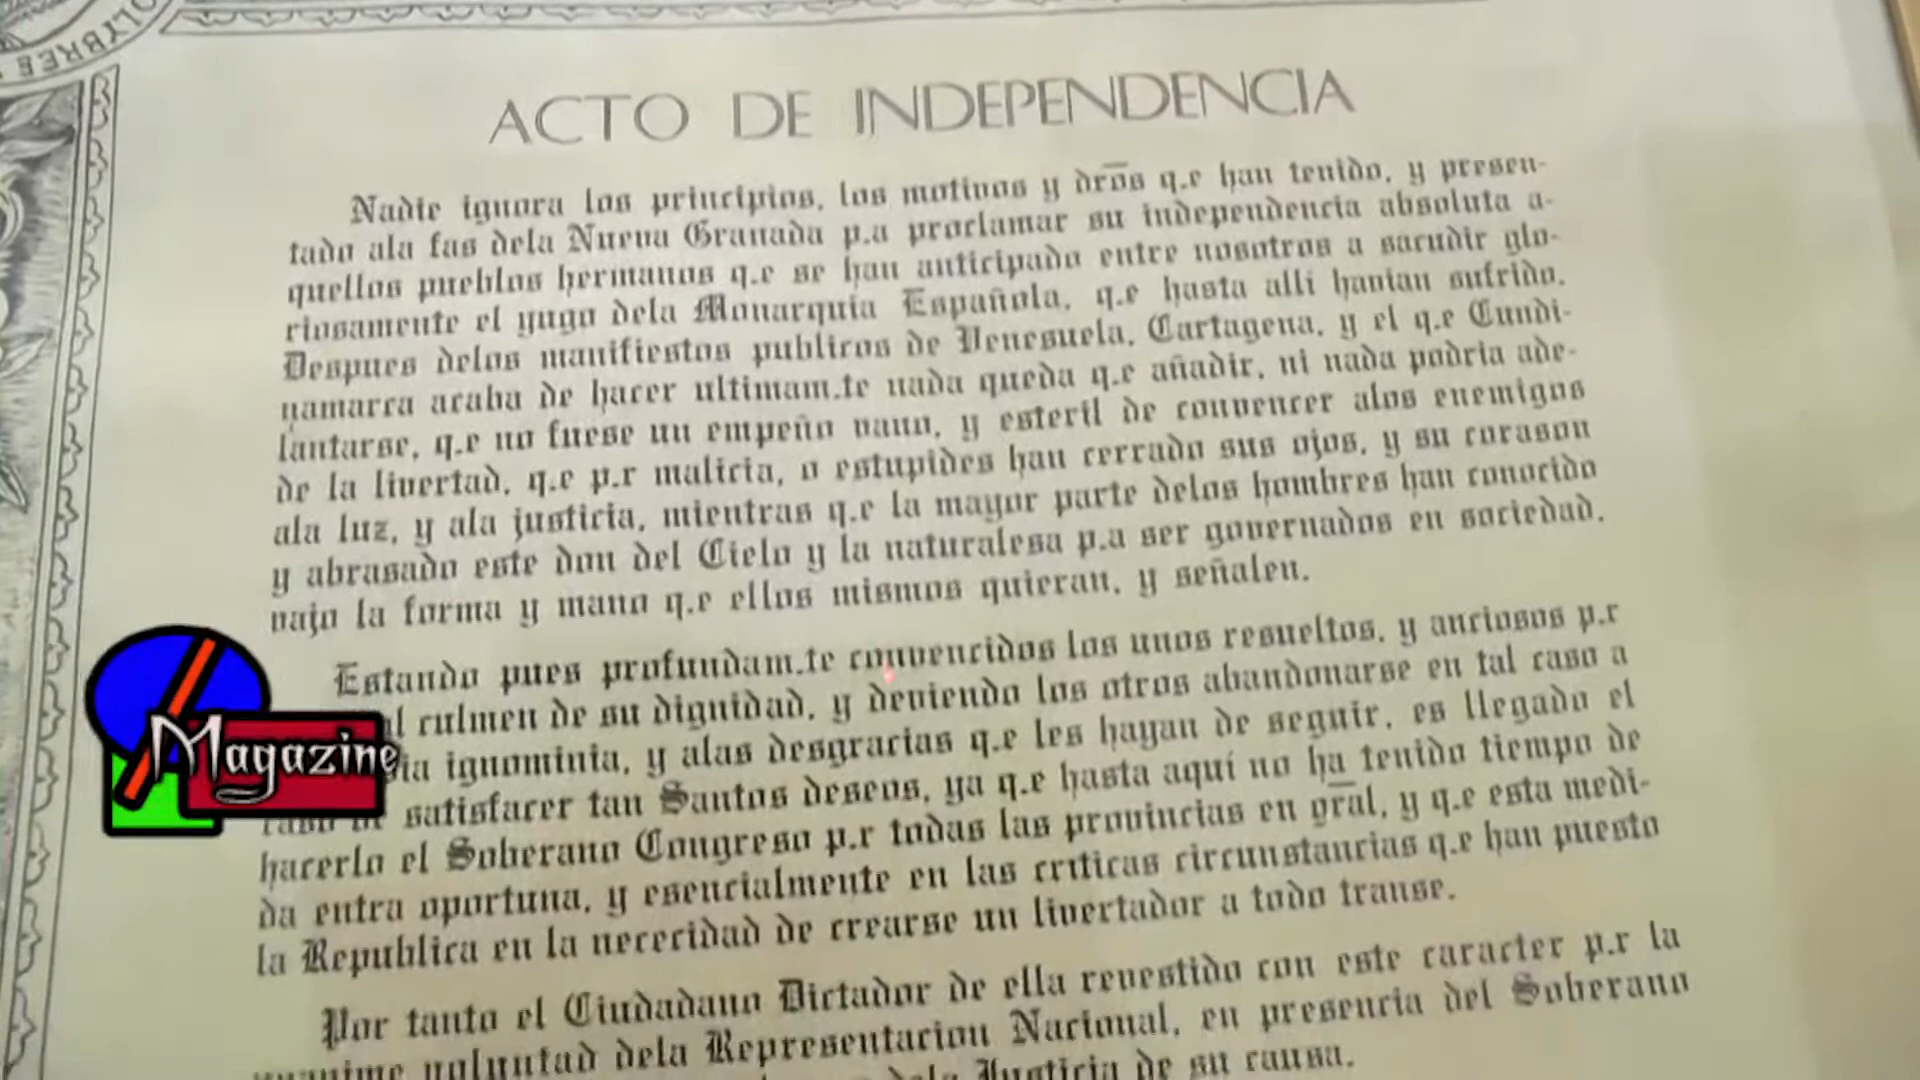 LYBREE
ACTO DE INDEPENDENCIA
Nadie ignora los principios, los motivos y dr̅o̅s q.e han tenido, y presen-
tado ala fas dela Nueva Granada p.a proclamar su independencia absoluta a-
quellos pueblos hermanos q.e se han anticipado entre nosotros a sacudir glo-
riosamente el yugo dela Monarquia Española, q.e hasta alli havian sufrido.
Despues delos manifiestos publicos de Venesuela, Cartagena, y el q.e Cundi-
namarca acaba de hacer ultimam.te nada queda q.e añadir, ni nada podria ade-
lantarse, q.e no fuese un empeño vano, y esteril de convencer alos enemigos
de la livertad, q.e p.r malicia, o estupides han cerrado sus ojos, y su corason
ala luz, y ala justicia, mientras q.e la mayor parte delos hombres han conocido
y abrasado este don del Cielo y la naturalesa p.a ser governados en sociedad,
vajo la forma y mano q.e ellos mismos quieran, y señalen.
Estando pues profundam.te convencidos los unos resueltos, y anciosos p.r
l culmen de su dignidad, y deviendo los otros abandonarse en tal caso a
ia ignominia, y alas desgracias q.e les hayan de seguir, es llegado el
caso de satisfacer tan Santos deseos, ya q.e hasta aquí no ha tenido tiempo de
hacerlo el Soberano Congreso p.r todas las provincias en gr̅a̅l, y q.e esta medi-
da entra oportuna, y esencialmente en las criticas circunstancias q.e han puesto
la Republica en la nececidad de crearse un livertador a todo transe.
Por tanto el Ciudadano Dictador de ella revestido con este caracter p.r la
unanime voluntad dela Representacion Nacional, en presencia del Soberano
dela Justicia de su causa.
Magazine